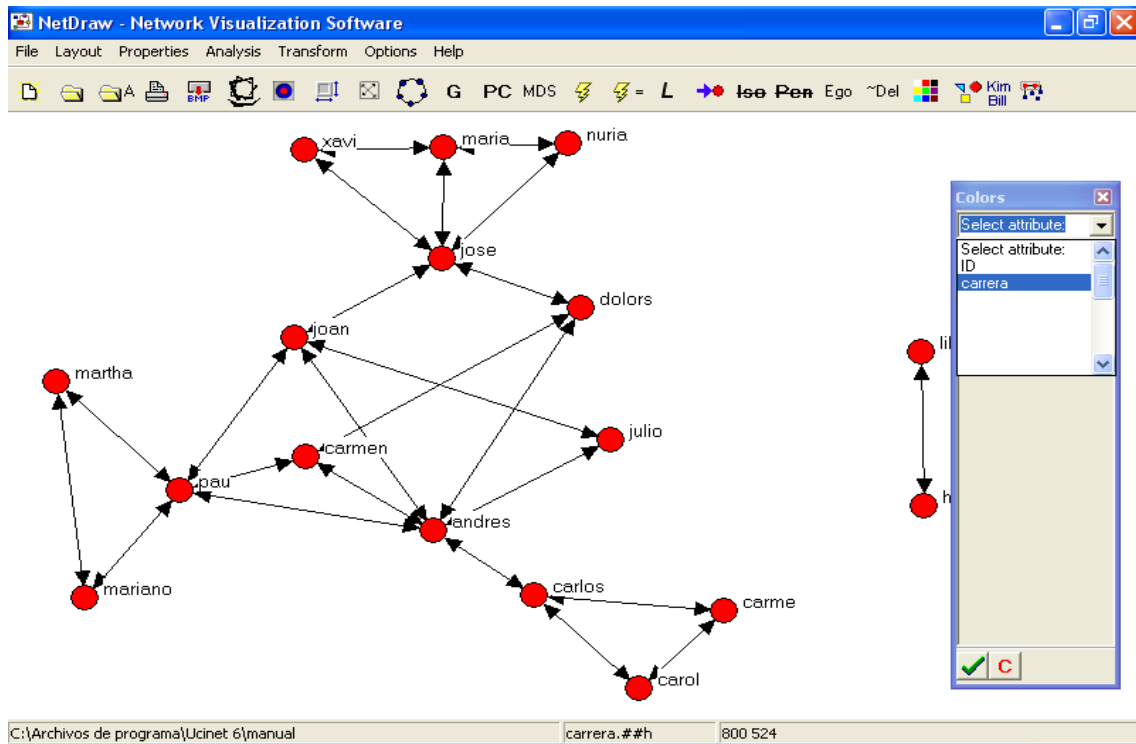 NetDraw - Network Visualization Software
File Layout Properties Analysis Transform Options Help
A BMP G PC MDS = L Iso Pen Ego ~Del Kim Bill
xavi
maria
nuria
jose
dolors
joan
martha
julio
carmen
pau
andres
mariano
carlos
carme
carol
Colors
Select attribute:
Select attribute:
ID
carrera
C
C:\Archivos de programa\Ucinet 6\manual carrera.##h 800 524